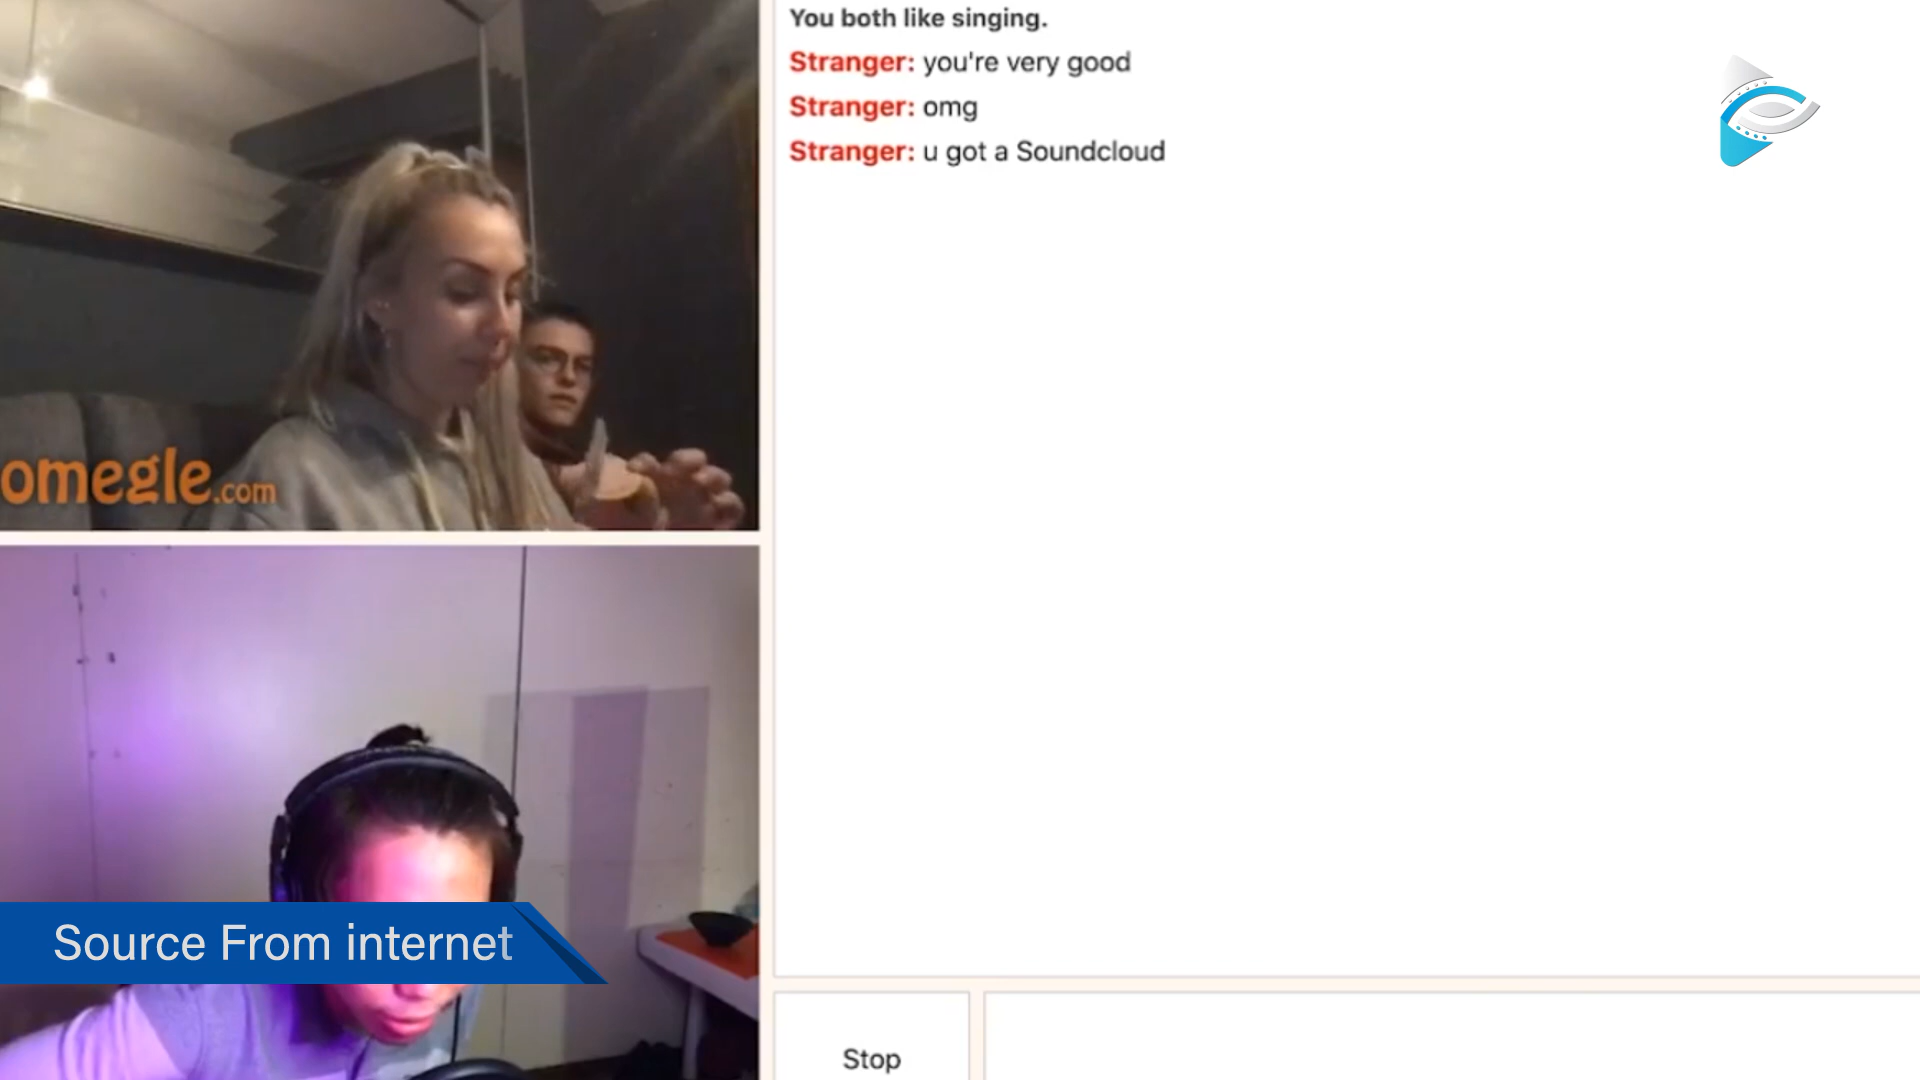 You both like singing.
Stranger: you're very good
Stranger: omg
Stranger: u got a Soundcloud
omegle.com
Source From internet
Stop